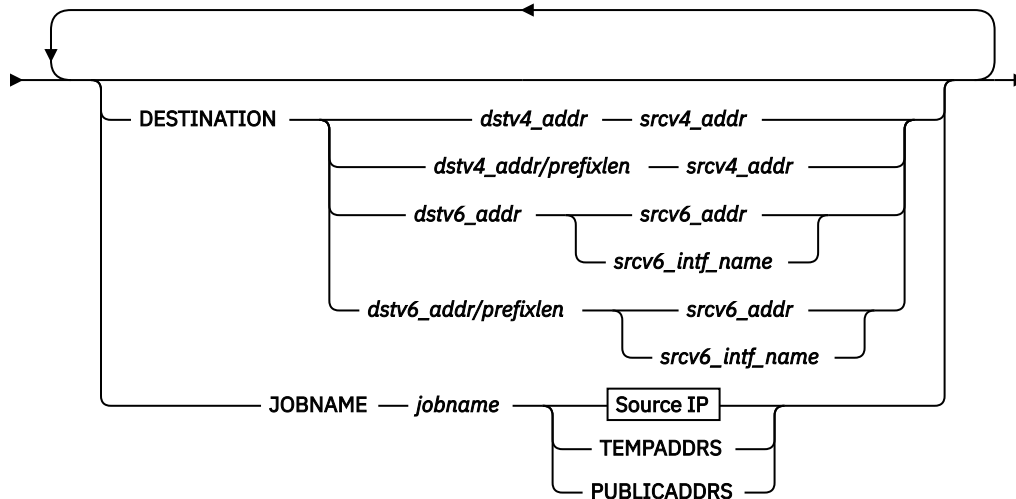 DESTINATION dstv4_addr srcv4_addr
dstv4_addr/prefixlen srcv4_addr
dstv6_addr srcv6_addr
srcv6_intf_name
dstv6_addr/prefixlen srcv6_addr
srcv6_intf_name
JOBNAME jobname Source IP
TEMPADDRS
PUBLICADDRS